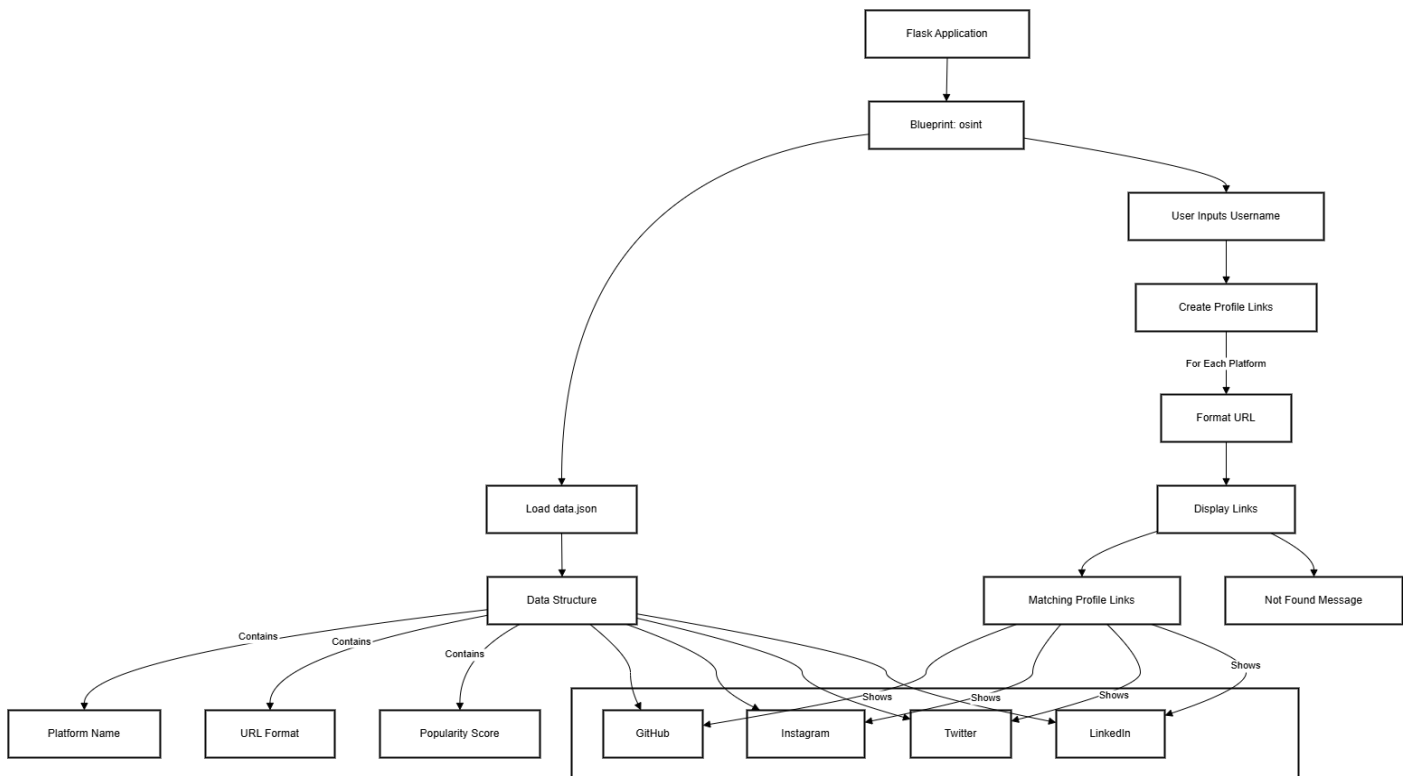 Flask Application
Blueprint: osint
User Inputs Username
Create Profile Links
For Each Platform
Format URL
Load data.json
Display Links
Data Structure
Matching Profile Links
Not Found Message
Contains
Contains
Contains
Shows
Shows
Shows
Shows
Platform Name
URL Format
Popularity Score
GitHub
Instagram
Twitter
LinkedIn